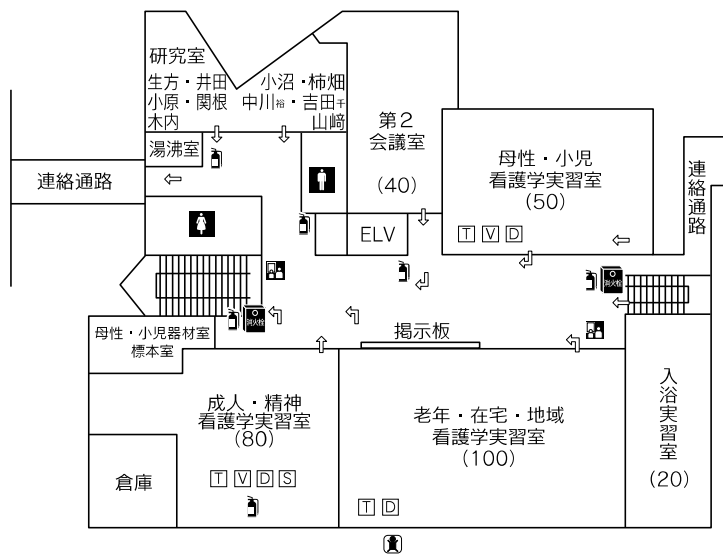 研究室
生方・井田
小原・関根
木内
小沼・柿畑
中川裕・吉田千
山﨑
湯沸室
連絡通路
第2
会議室
(40)
母性・小児
看護学実習室
(50)
T V D
連絡通路
ELV
消火栓
消火栓
母性・小児器材室
標本室
掲示板
成人・精神
看護学実習室
(80)
T V D S
倉庫
老年・在宅・地域
看護学実習室
(100)
T D
入浴実習室
(20)